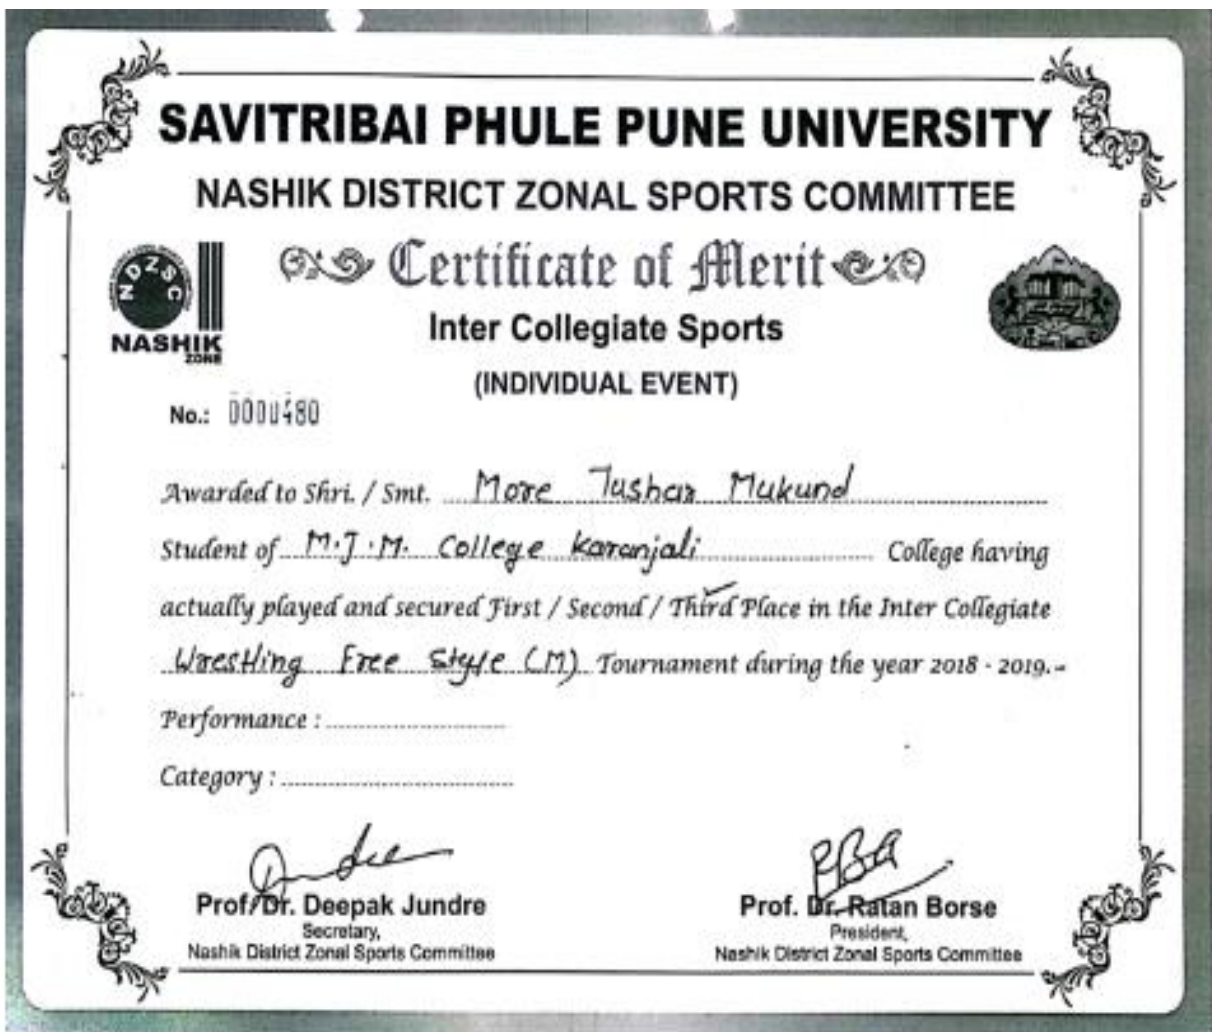 SAVITRIBAI PHULE PUNE UNIVERSITY
NASHIK DISTRICT ZONAL SPORTS COMMITTEE
NDZSC
NASHIK
ZONE
Certificate of Merit
Inter Collegiate Sports
(INDIVIDUAL EVENT)
No.: 0000480
Awarded to Shri. / Smt. More Tushar Mukund
Student of M.J.M. College Karanjali College having
actually played and secured First / Second / Third Place in the Inter Collegiate
Wrestling Free Style (M) Tournament during the year 2018 - 2019.-
Performance :
Category :
Prof. Dr. Deepak Jundre
Secretary,
Nashik District Zonal Sports Committee
Prof. Dr. Ratan Borse
President,
Nashik District Zonal Sports Committee